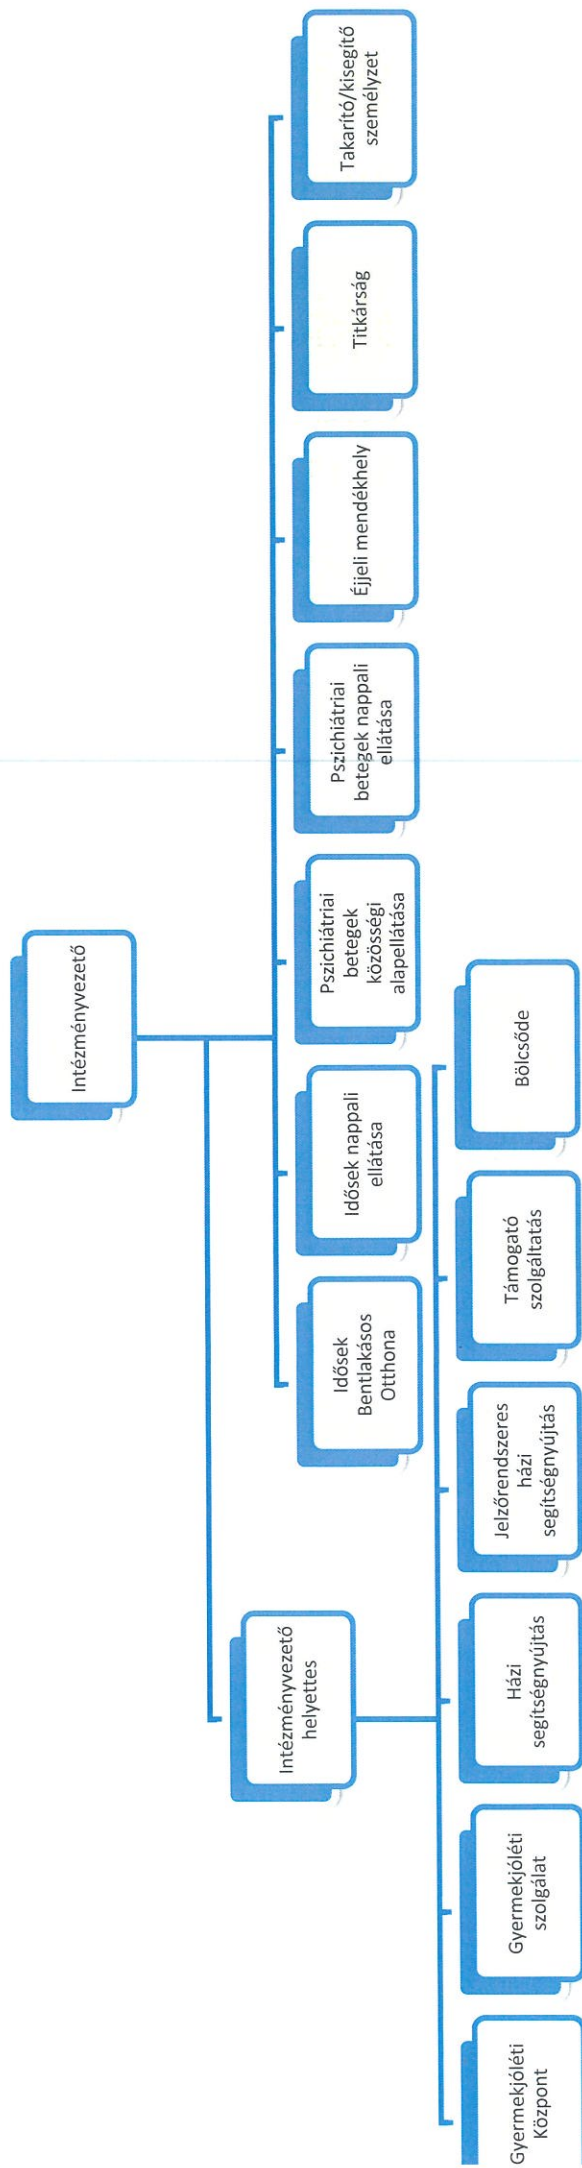 Intézményvezető
Intézményvezető
helyettes
Idősek
Bentlakásos
Otthona
Idősek nappali
ellátása
Pszichiátriai
betegek
közösségi
alapellátása
Pszichiátriai
betegek nappali
ellátása
Éjjeli mendékhely
Titkárság
Takarító/kisegítő
személyzet
Gyermekjóléti
Központ
Gyermekjóléti
szolgálat
Házi
segítségnyújtás
Jelzőrendszeres
házi
segítségnyújtás
Támogató
szolgáltatás
Bölcsőde